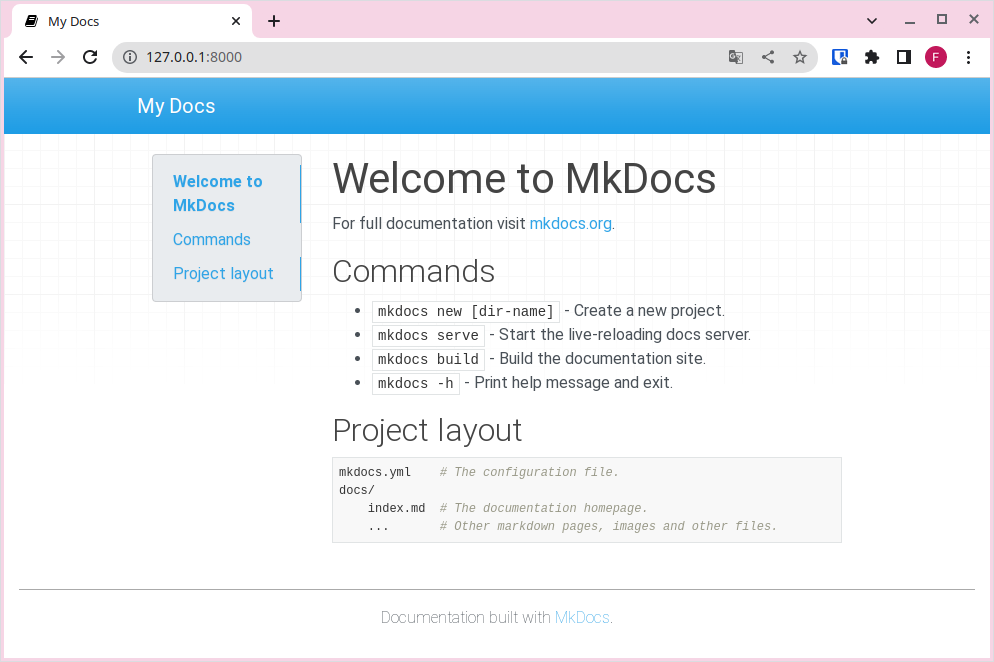 My Docs
127.0.0.1:8000
F
My Docs
Welcome to
MkDocs
Commands
Project layout
Welcome to MkDocs
For full documentation visit mkdocs.org.
Commands
mkdocs new [dir-name] - Create a new project.
mkdocs serve - Start the live-reloading docs server.
mkdocs build - Build the documentation site.
mkdocs -h - Print help message and exit.
Project layout
mkdocs.yml    # The configuration file.
docs/
    index.md  # The documentation homepage.
    ...       # Other markdown pages, images and other files.
Documentation built with MkDocs.